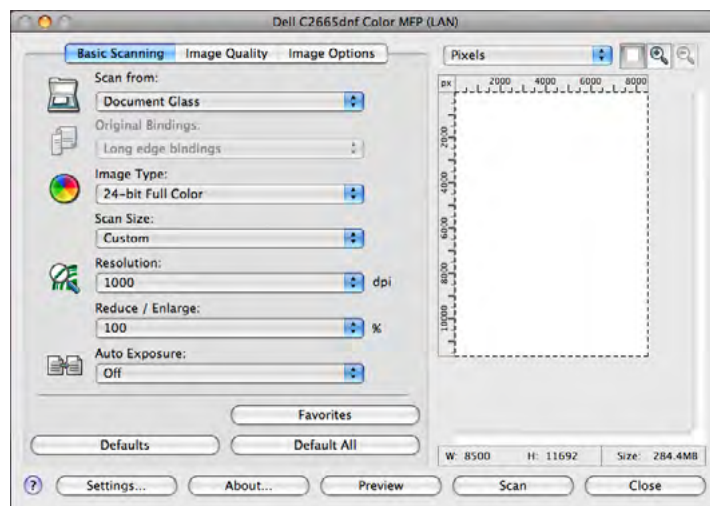 Dell C2665dnf Color MFP (LAN)
Basic Scanning Image Quality Image Options
Scan from:
Document Glass
Original Bindings:
Long edge bindings
Image Type:
24-bit Full Color
Scan Size:
Custom
Resolution:
1000 dpi
Reduce / Enlarge:
100 %
Auto Exposure:
Off
Favorites
Defaults Default All
Pixels
px 2000 4000 6000 8000
2000
4000
6000
8000
10000
W: 8500 H: 11692 Size: 284.4MB
? Settings... About... Preview Scan Close